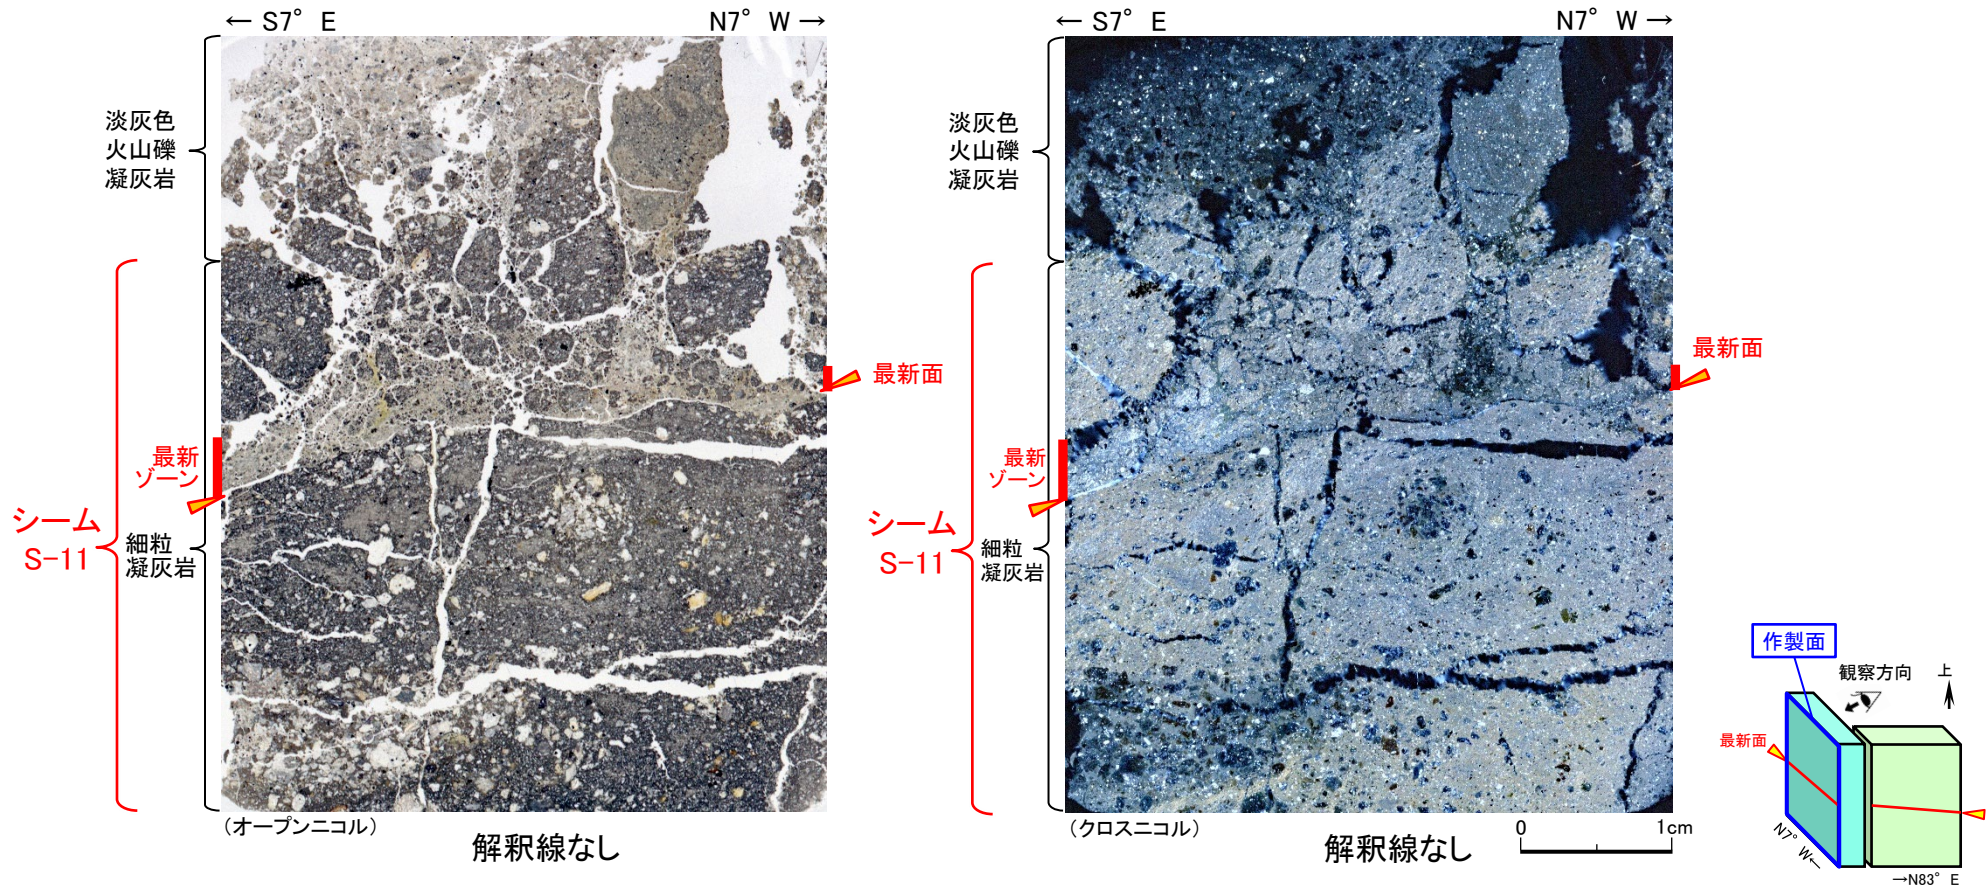 ← S7° E
N7° W →
← S7° E
N7° W →
淡灰色
火山礫
凝灰岩
淡灰色
火山礫
凝灰岩
最新面
最新面
最新
ゾーン
最新
ゾーン
シーム
S-11
シーム
S-11
細粒
凝灰岩
細粒
凝灰岩
(オープンニコル)
解釈線なし
(クロスニコル)
解釈線なし
0
1cm
作製面
観察方向
上
最新面
N7° W←
→N83° E